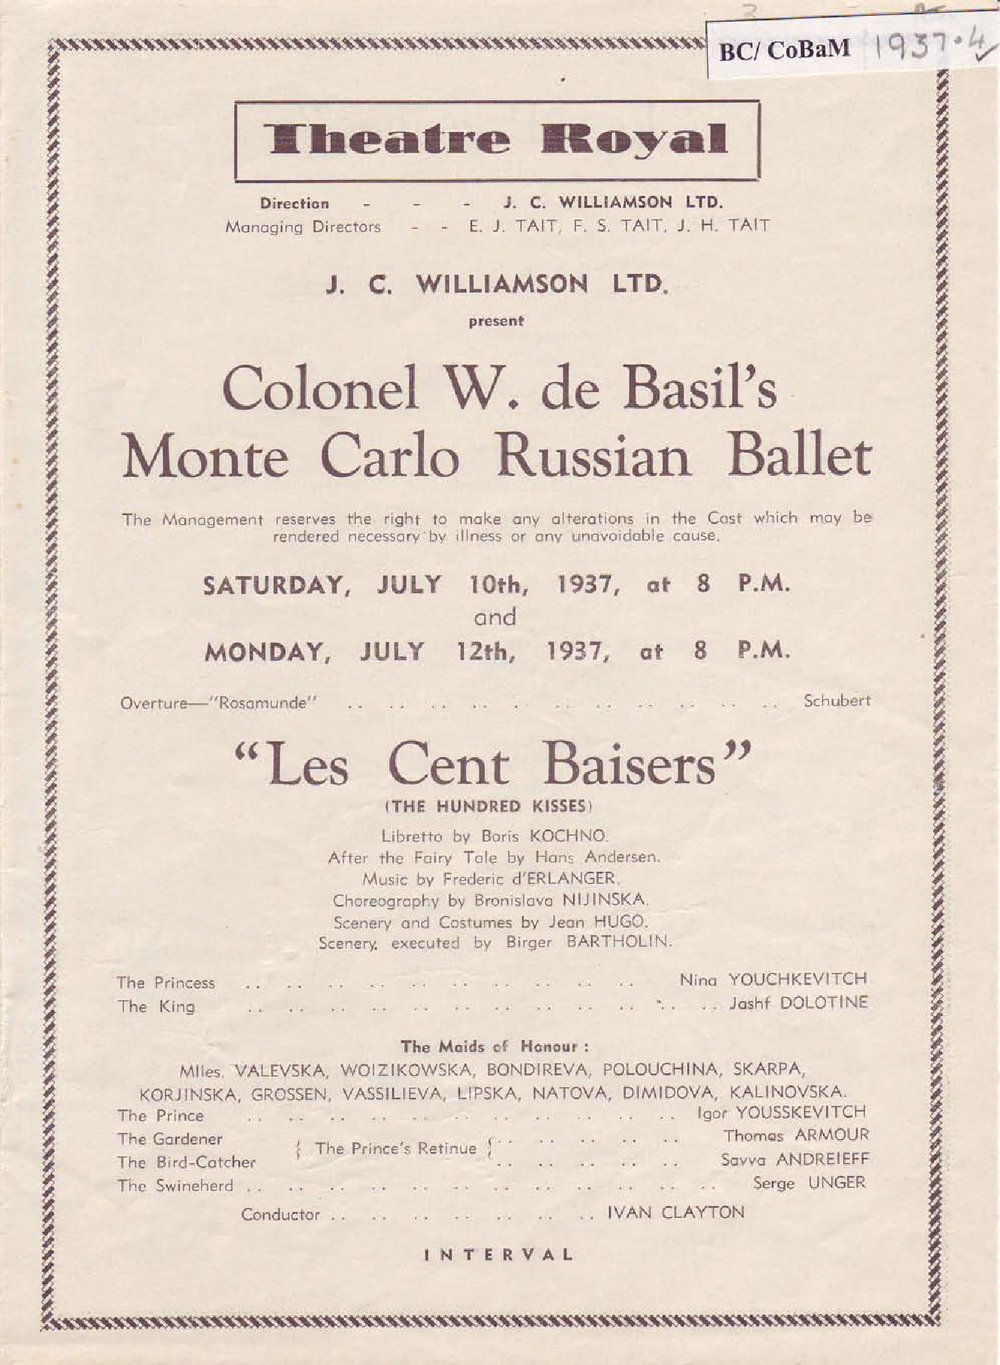 BC/ CoBaM 1937.4
Theatre Royal
Direction - - - J. C. WILLIAMSON LTD.
Managing Directors - - E. J. TAIT, F. S. TAIT, J. H. TAIT
J. C. WILLIAMSON LTD.
present
Colonel W. de Basil's
Monte Carlo Russian Ballet
The Management reserves the right to make any alterations in the Cast which may be
rendered necessary by illness or any unavoidable cause.
SATURDAY, JULY 10th, 1937, at 8 P.M.
and
MONDAY, JULY 12th, 1937, at 8 P.M.
Overture—"Rosamunde" .. .. .. .. .. .. .. .. .. .. .. Schubert
"Les Cent Baisers"
(THE HUNDRED KISSES)
Libretto by Boris KOCHNO.
After the Fairy Tale by Hans Andersen.
Music by Frederic d'ERLANGER.
Choreography by Bronislava NIJINSKA.
Scenery and Costumes by Jean HUGO.
Scenery executed by Birger BARTHOLIN.
The Princess .. .. .. .. .. .. .. .. .. .. Nina YOUCHKEVITCH
The King .. .. .. .. .. .. .. .. .. .. .. .. Jashf DOLOTINE
The Maids of Honour :
Mlles. VALEVSKA, WOIZIKOWSKA, BONDIREVA, POLOUCHINA, SKARPA,
KORJINSKA, GROSSEN, VASSILIEVA, LIPSKA, NATOVA, DIMIDOVA, KALINOVSKA.
The Prince .. .. .. .. .. .. .. .. .. .. .. Igor YOUSSKEVITCH
The Gardener { The Prince's Retinue { .. .. .. .. .. Thomas ARMOUR
The Bird-Catcher .. .. .. .. .. Savva ANDREIEFF
The Swineherd .. .. .. .. .. .. .. .. .. .. .. .. Serge UNGER
Conductor .. .. .. .. .. .. .. IVAN CLAYTON
INTERVAL